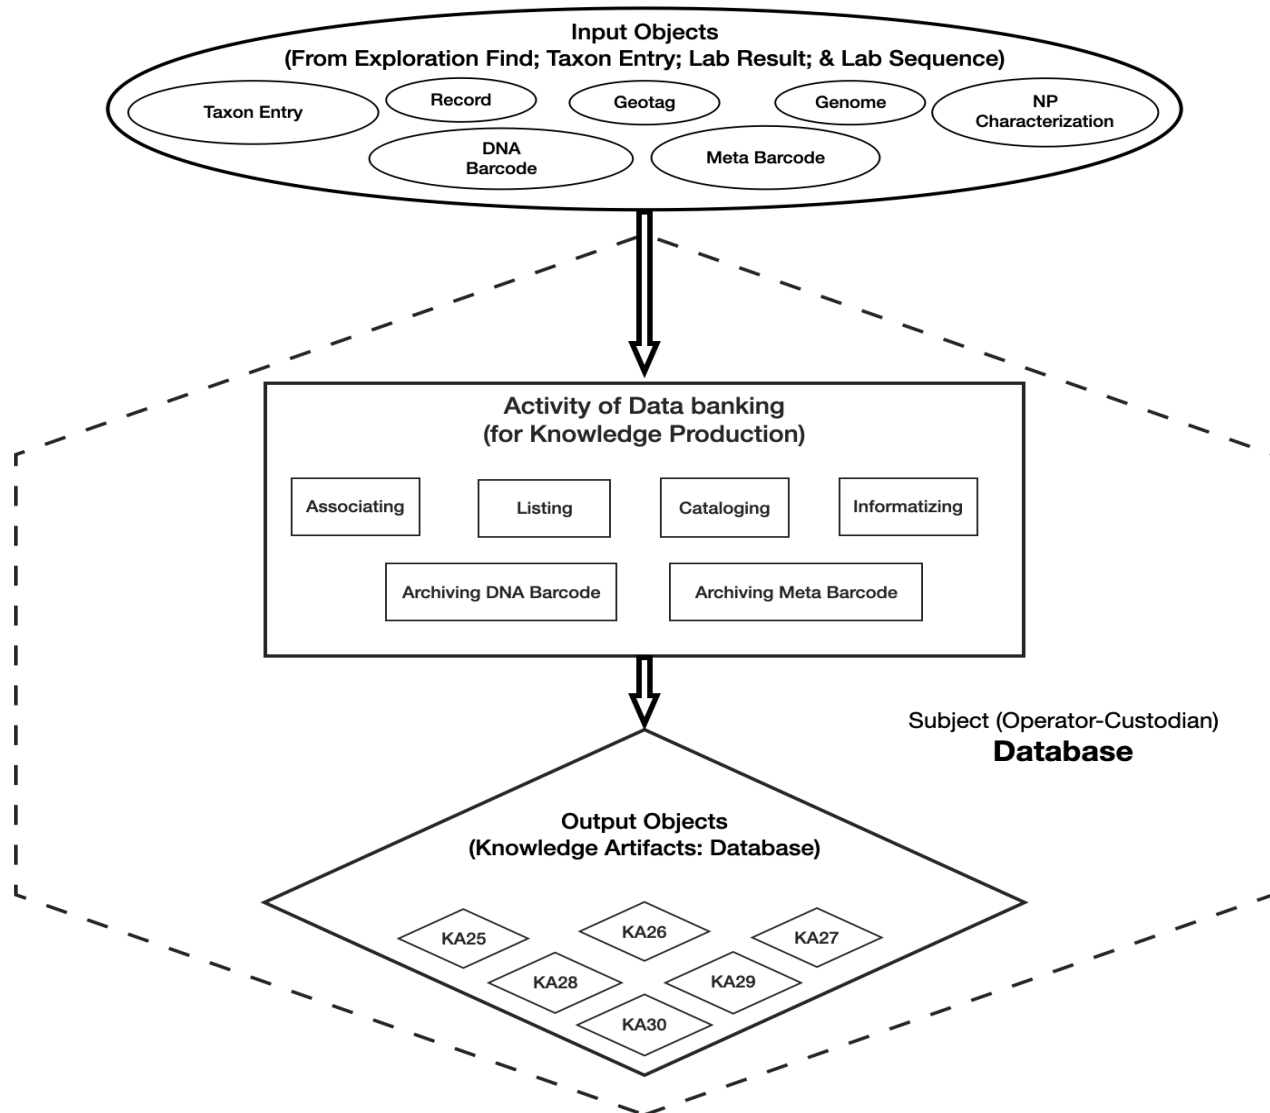 Input Objects
(From Exploration Find; Taxon Entry; Lab Result; & Lab Sequence)
Taxon Entry
Record
Geotag
Genome
NP
Characterization
DNA
Barcode
Meta Barcode
Activity of Data banking
(for Knowledge Production)
Associating
Listing
Cataloging
Informatizing
Archiving DNA Barcode
Archiving Meta Barcode
Subject (Operator-Custodian)
Database
Output Objects
(Knowledge Artifacts: Database)
KA25
KA26
KA27
KA28
KA29
KA30